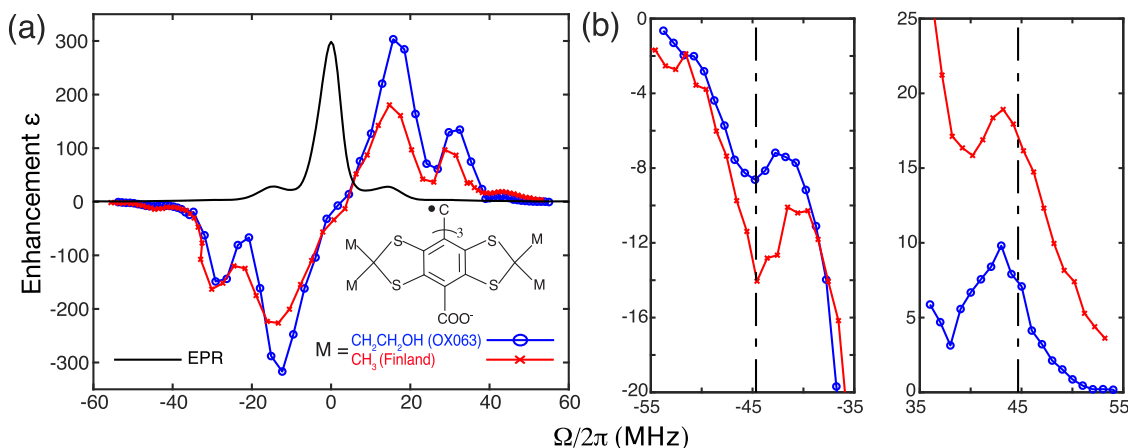 (a)
Enhancement ε
300
200
100
0
-100
-200
-300
-60
-40
-20
0
20
40
60
EPR
•C
3
M
S
S
M
M
S
S
M
COO⁻
M = CH₂CH₂OH (OX063)
CH₃ (Finland)
(b)
0
-4
-8
-12
-16
-20
-55
-45
-35
25
20
15
10
5
0
35
45
54
Ω/2π (MHz)